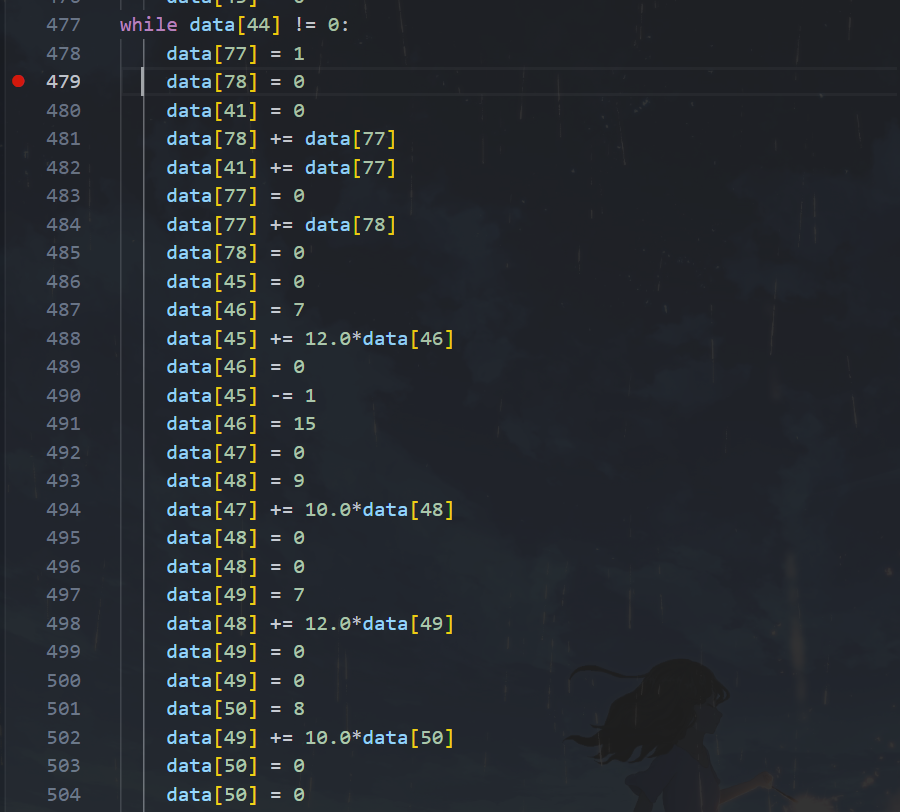 476 data[43] = 0
477 while data[44] != 0:
478 data[77] = 1
479 data[78] = 0
480 data[41] = 0
481 data[78] += data[77]
482 data[41] += data[77]
483 data[77] = 0
484 data[77] += data[78]
485 data[78] = 0
486 data[45] = 0
487 data[46] = 7
488 data[45] += 12.0*data[46]
489 data[46] = 0
490 data[45] -= 1
491 data[46] = 15
492 data[47] = 0
493 data[48] = 9
494 data[47] += 10.0*data[48]
495 data[48] = 0
496 data[48] = 0
497 data[49] = 7
498 data[48] += 12.0*data[49]
499 data[49] = 0
500 data[49] = 0
501 data[50] = 8
502 data[49] += 10.0*data[50]
503 data[50] = 0
504 data[50] = 0